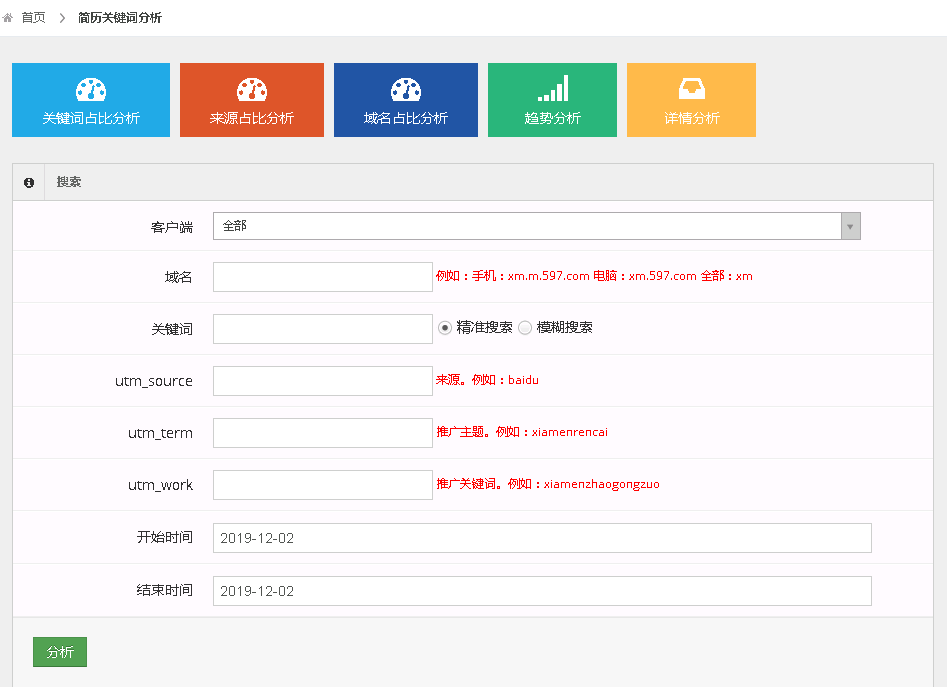 首页 > 简历关键词分析
关键词占比分析 来源占比分析 域名占比分析 趋势分析 详情分析
搜索
客户端 全部
域名 例如：手机：xm.m.597.com 电脑：xm.597.com 全部：xm
关键词 精准搜索 模糊搜索
utm_source 来源。例如：baidu
utm_term 推广主题。例如：xiamenrencai
utm_work 推广关键词。例如：xiamenzhaogongzuo
开始时间 2019-12-02
结束时间 2019-12-02
分析